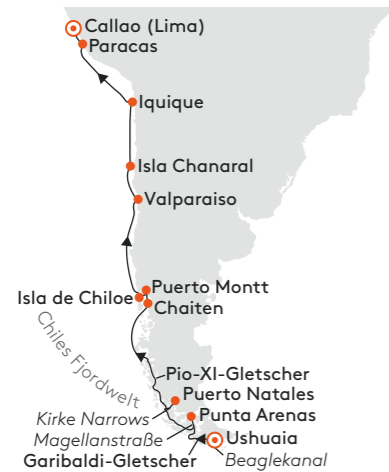 Callao (Lima)
Paracas
Iquique
Isla Chanaral
Valparaiso
Puerto Montt
Isla de Chiloe
Chaiten
Chiles Fjordwelt
Pio-XI-Gletscher
Puerto Natales
Kirke Narrows
Punta Arenas
Magellanstraße
Ushuaia
Garibaldi-Gletscher
Beaglekanal